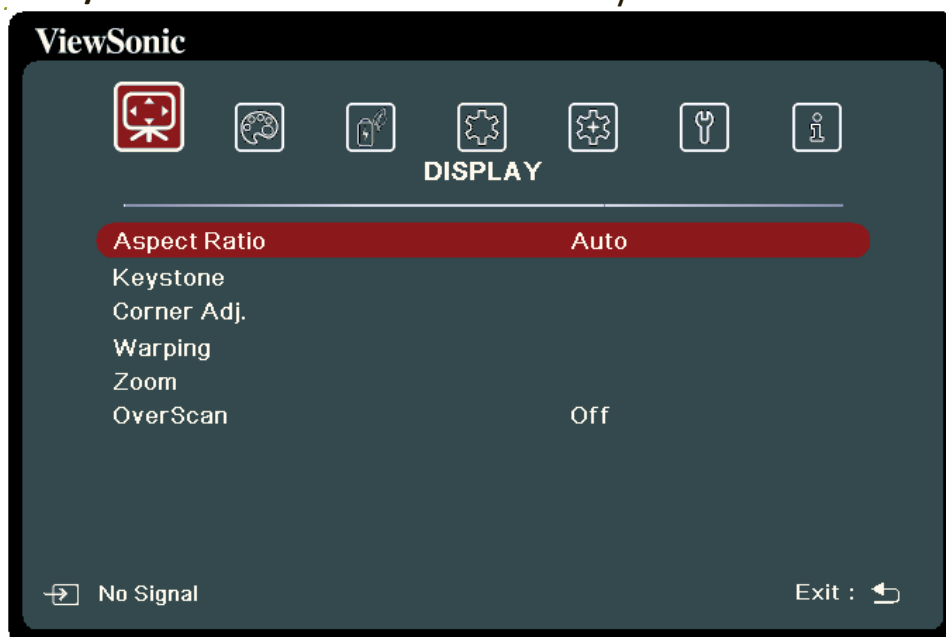 ViewSonic
DISPLAY
Aspect Ratio Auto
Keystone
Corner Adj.
Warping
Zoom
OverScan Off
No Signal Exit :